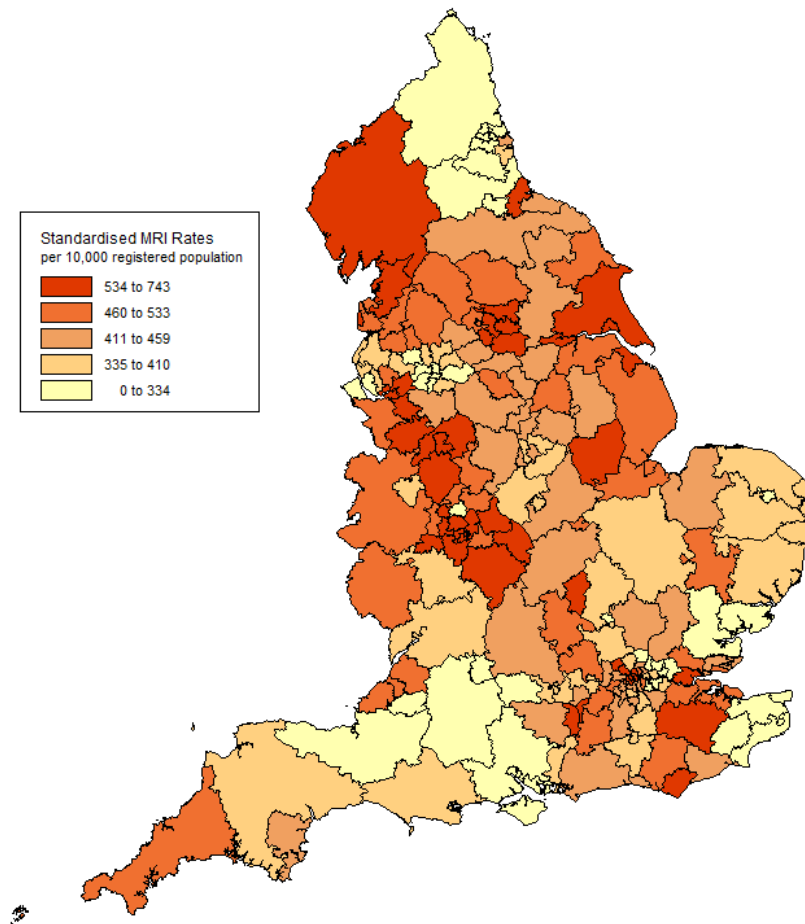 Standardised MRI Rates
per 10,000 registered population
534 to 743
460 to 533
411 to 459
335 to 410
0 to 334